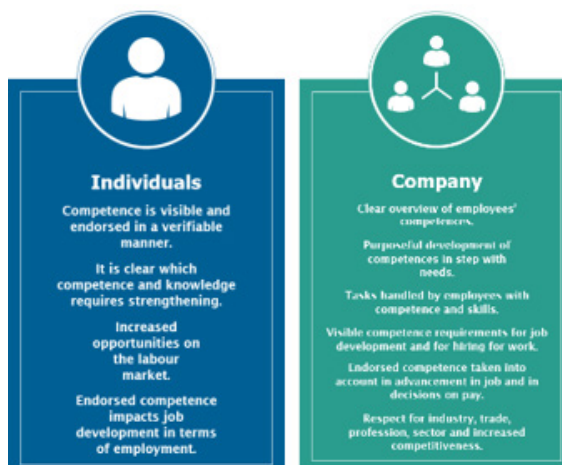 Individuals
Competence is visible and
endorsed in a verifiable
manner.
It is clear which
competence and knowledge
requires strengthening.
Increased
opportunities on
the labour
market.
Endorsed competence
impacts job
development in terms
of employment.
Company
Clear overview of employees'
competences.
Purposeful development of
competences in step with
needs.
Tasks handled by employees with
competence and skills.
Visible competence requirements for job
development and for hiring for work.
Endorsed competence taken into
account in advancement in job and in
decisions on pay.
Respect for industry, trade,
profession, sector and increased
competitiveness.